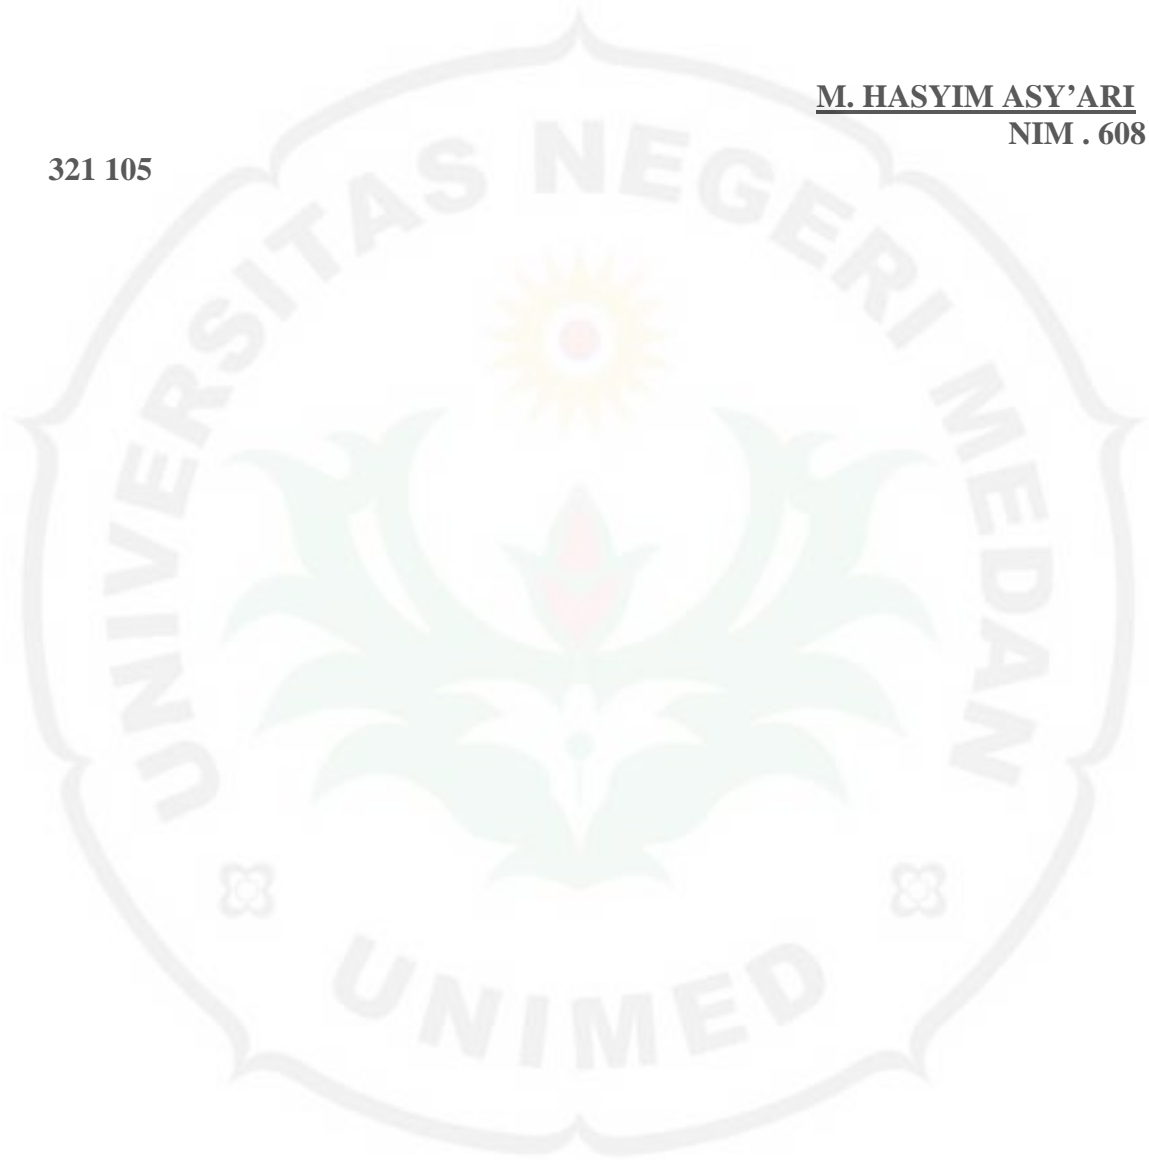 M. HASYIM ASY’ARI
NIM . 608
321 105
UNIVERSITAS NEGERI MEDAN
UNIMED